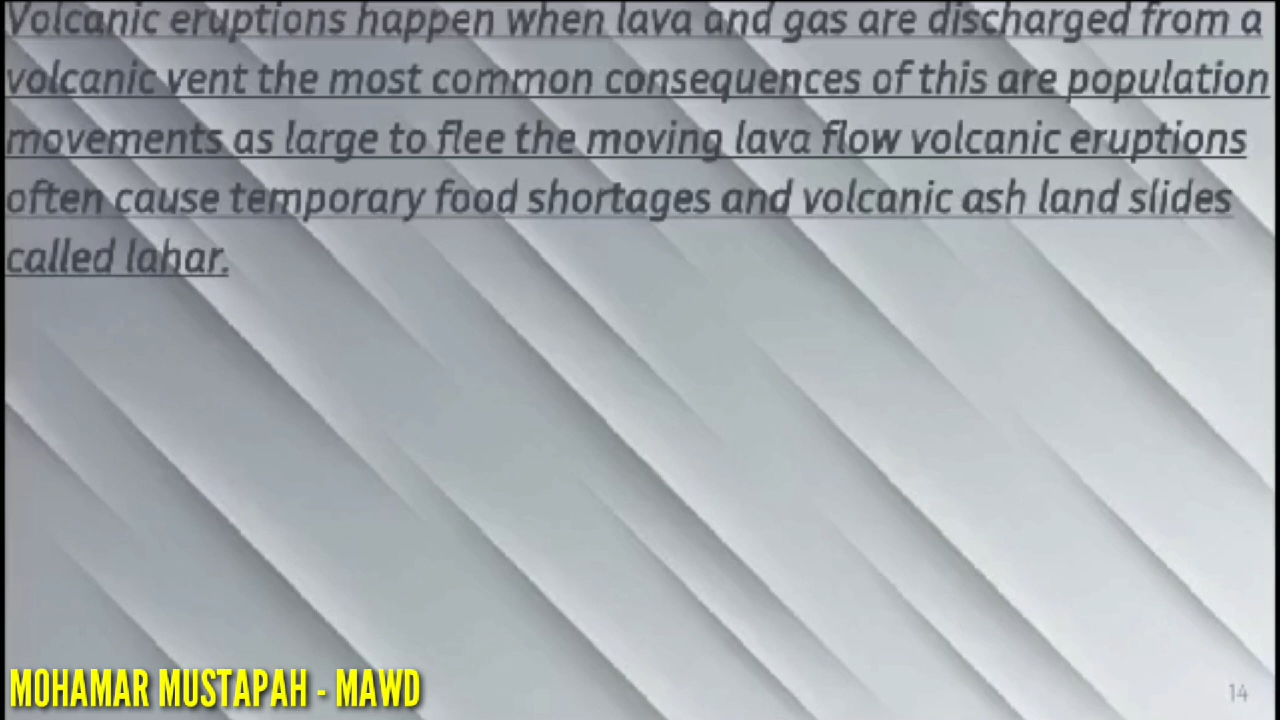 Volcanic eruptions happen when lava and gas are discharged from a
volcanic vent the most common consequences of this are population
movements as large to flee the moving lava flow volcanic eruptions
often cause temporary food shortages and volcanic ash land slides
called lahar.
MOHAMAR MUSTAPAH - MAWD
14